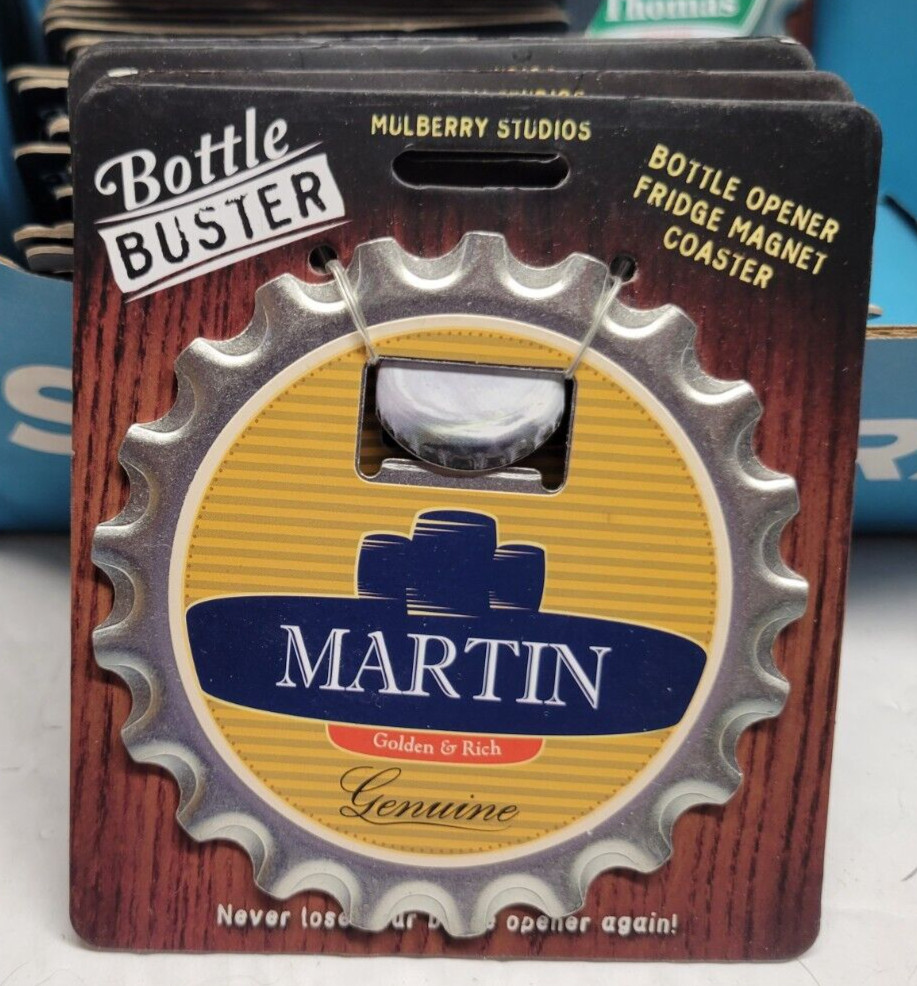 Thomas
MULBERRY STUDIOS
Bottle
BUSTER
BOTTLE OPENER
FRIDGE MAGNET
COASTER
MARTIN
Golden & Rich
Genuine
Never lose opener again!